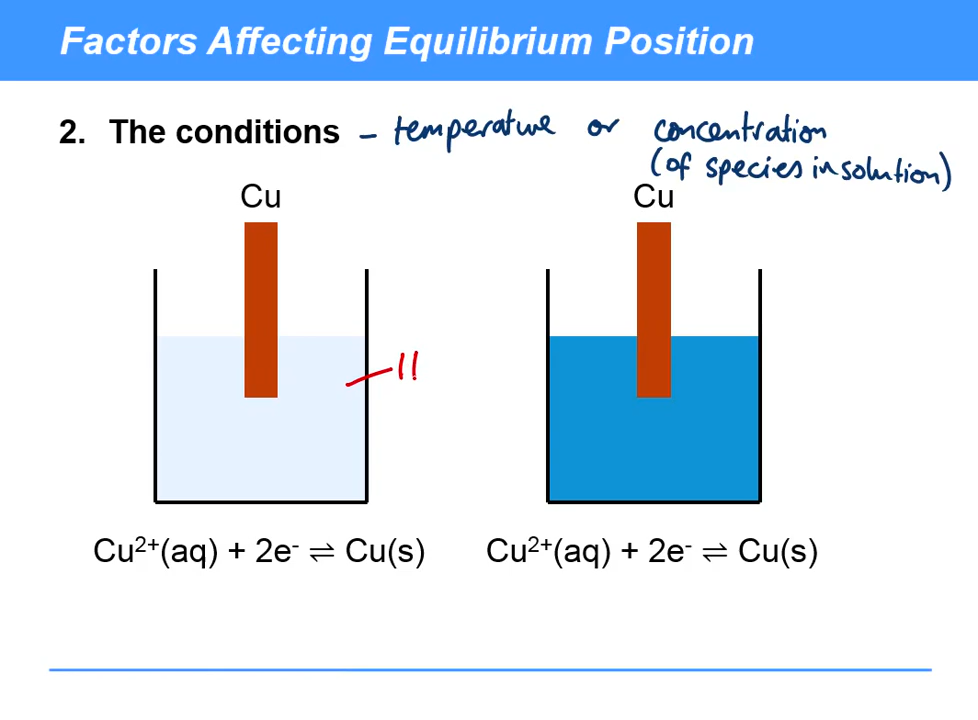 Factors Affecting Equilibrium Position
2. The conditions - temperature or concentration
(of species in solution)
Cu Cu
Cu²⁺(aq) + 2e⁻ ⇌ Cu(s) Cu²⁺(aq) + 2e⁻ ⇌ Cu(s)